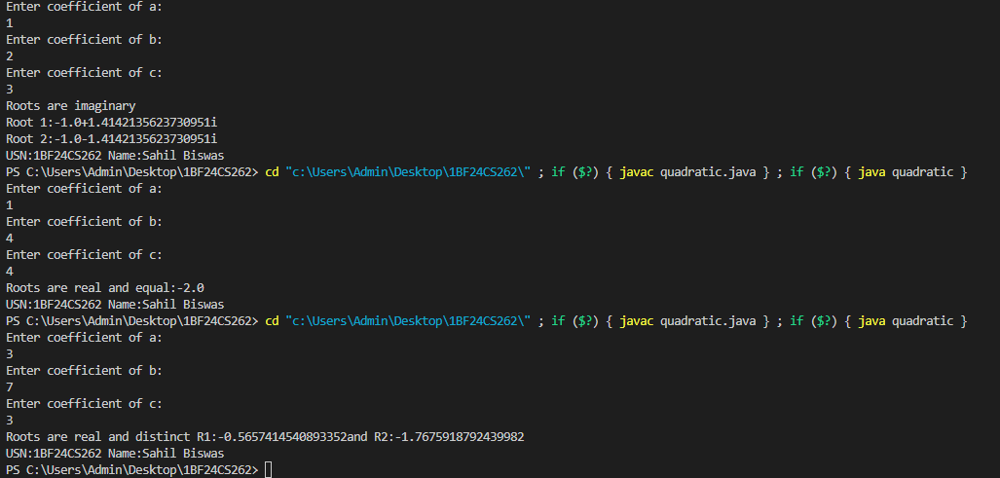 Enter coefficient of a:
1
Enter coefficient of b:
2
Enter coefficient of c:
3
Roots are imaginary
Root 1:-1.0+1.4142135623730951i
Root 2:-1.0-1.4142135623730951i
USN:1BF24CS262 Name:Sahil Biswas
PS C:\Users\Admin\Desktop\1BF24CS262> cd "c:\Users\Admin\Desktop\1BF24CS262\" ; if ($?) { javac quadratic.java } ; if ($?) { java quadratic }
Enter coefficient of a:
1
Enter coefficient of b:
4
Enter coefficient of c:
4
Roots are real and equal:-2.0
USN:1BF24CS262 Name:Sahil Biswas
PS C:\Users\Admin\Desktop\1BF24CS262> cd "c:\Users\Admin\Desktop\1BF24CS262\" ; if ($?) { javac quadratic.java } ; if ($?) { java quadratic }
Enter coefficient of a:
3
Enter coefficient of b:
7
Enter coefficient of c:
3
Roots are real and distinct R1:-0.5657414540893352and R2:-1.7675918792439982
USN:1BF24CS262 Name:Sahil Biswas
PS C:\Users\Admin\Desktop\1BF24CS262>